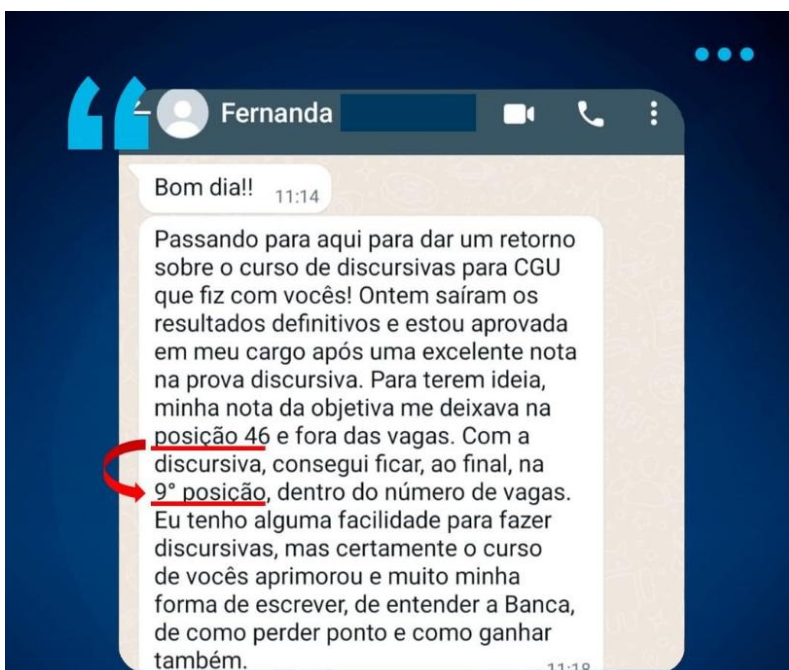 Fernanda
Bom dia!! 11:14
Passando para aqui para dar um retorno
sobre o curso de discursivas para CGU
que fiz com vocês! Ontem saíram os
resultados definitivos e estou aprovada
em meu cargo após uma excelente nota
na prova discursiva. Para terem ideia,
minha nota da objetiva me deixava na
posição 46 e fora das vagas. Com a
discursiva, consegui ficar, ao final, na
9° posição, dentro do número de vagas.
Eu tenho alguma facilidade para fazer
discursivas, mas certamente o curso
de vocês aprimorou e muito minha
forma de escrever, de entender a Banca,
de como perder ponto e como ganhar
também. 11:18